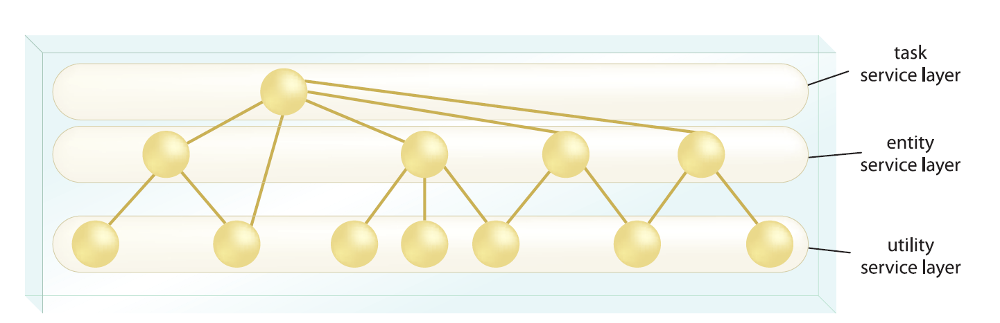 task
service layer
entity
service layer
utility
service layer